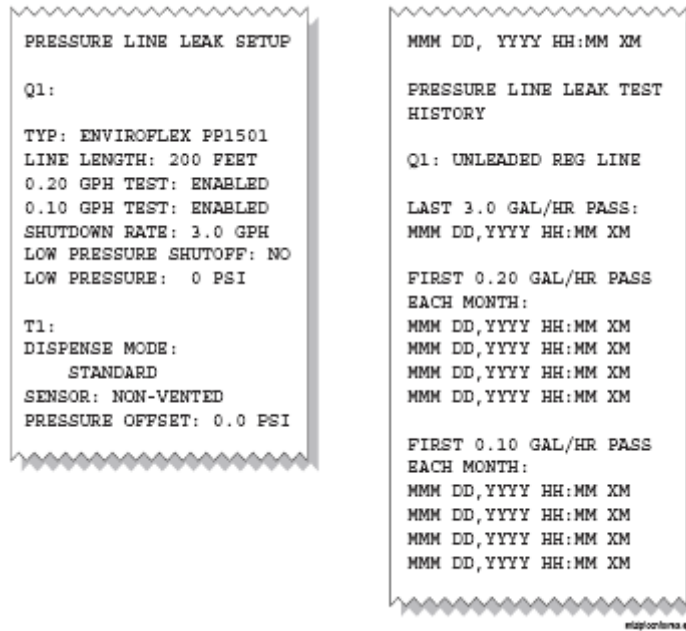 PRESSURE LINE LEAK SETUP
Q1:
TYP: ENVIROFLEX PP1501
LINE LENGTH: 200 FEET
0.20 GPH TEST: ENABLED
0.10 GPH TEST: ENABLED
SHUTDOWN RATE: 3.0 GPH
LOW PRESSURE SHUTOFF: NO
LOW PRESSURE: 0 PSI
T1:
DISPENSE MODE:
STANDARD
SENSOR: NON-VENTED
PRESSURE OFFSET: 0.0 PSI
MMM DD, YYYY HH:MM XM
PRESSURE LINE LEAK TEST
HISTORY
Q1: UNLEADED REG LINE
LAST 3.0 GAL/HR PASS:
MMM DD,YYYY HH:MM XM
FIRST 0.20 GAL/HR PASS
EACH MONTH:
MMM DD,YYYY HH:MM XM
MMM DD,YYYY HH:MM XM
MMM DD,YYYY HH:MM XM
MMM DD,YYYY HH:MM XM
FIRST 0.10 GAL/HR PASS
EACH MONTH:
MMM DD,YYYY HH:MM XM
MMM DD,YYYY HH:MM XM
MMM DD,YYYY HH:MM XM
MMM DD,YYYY HH:MM XM